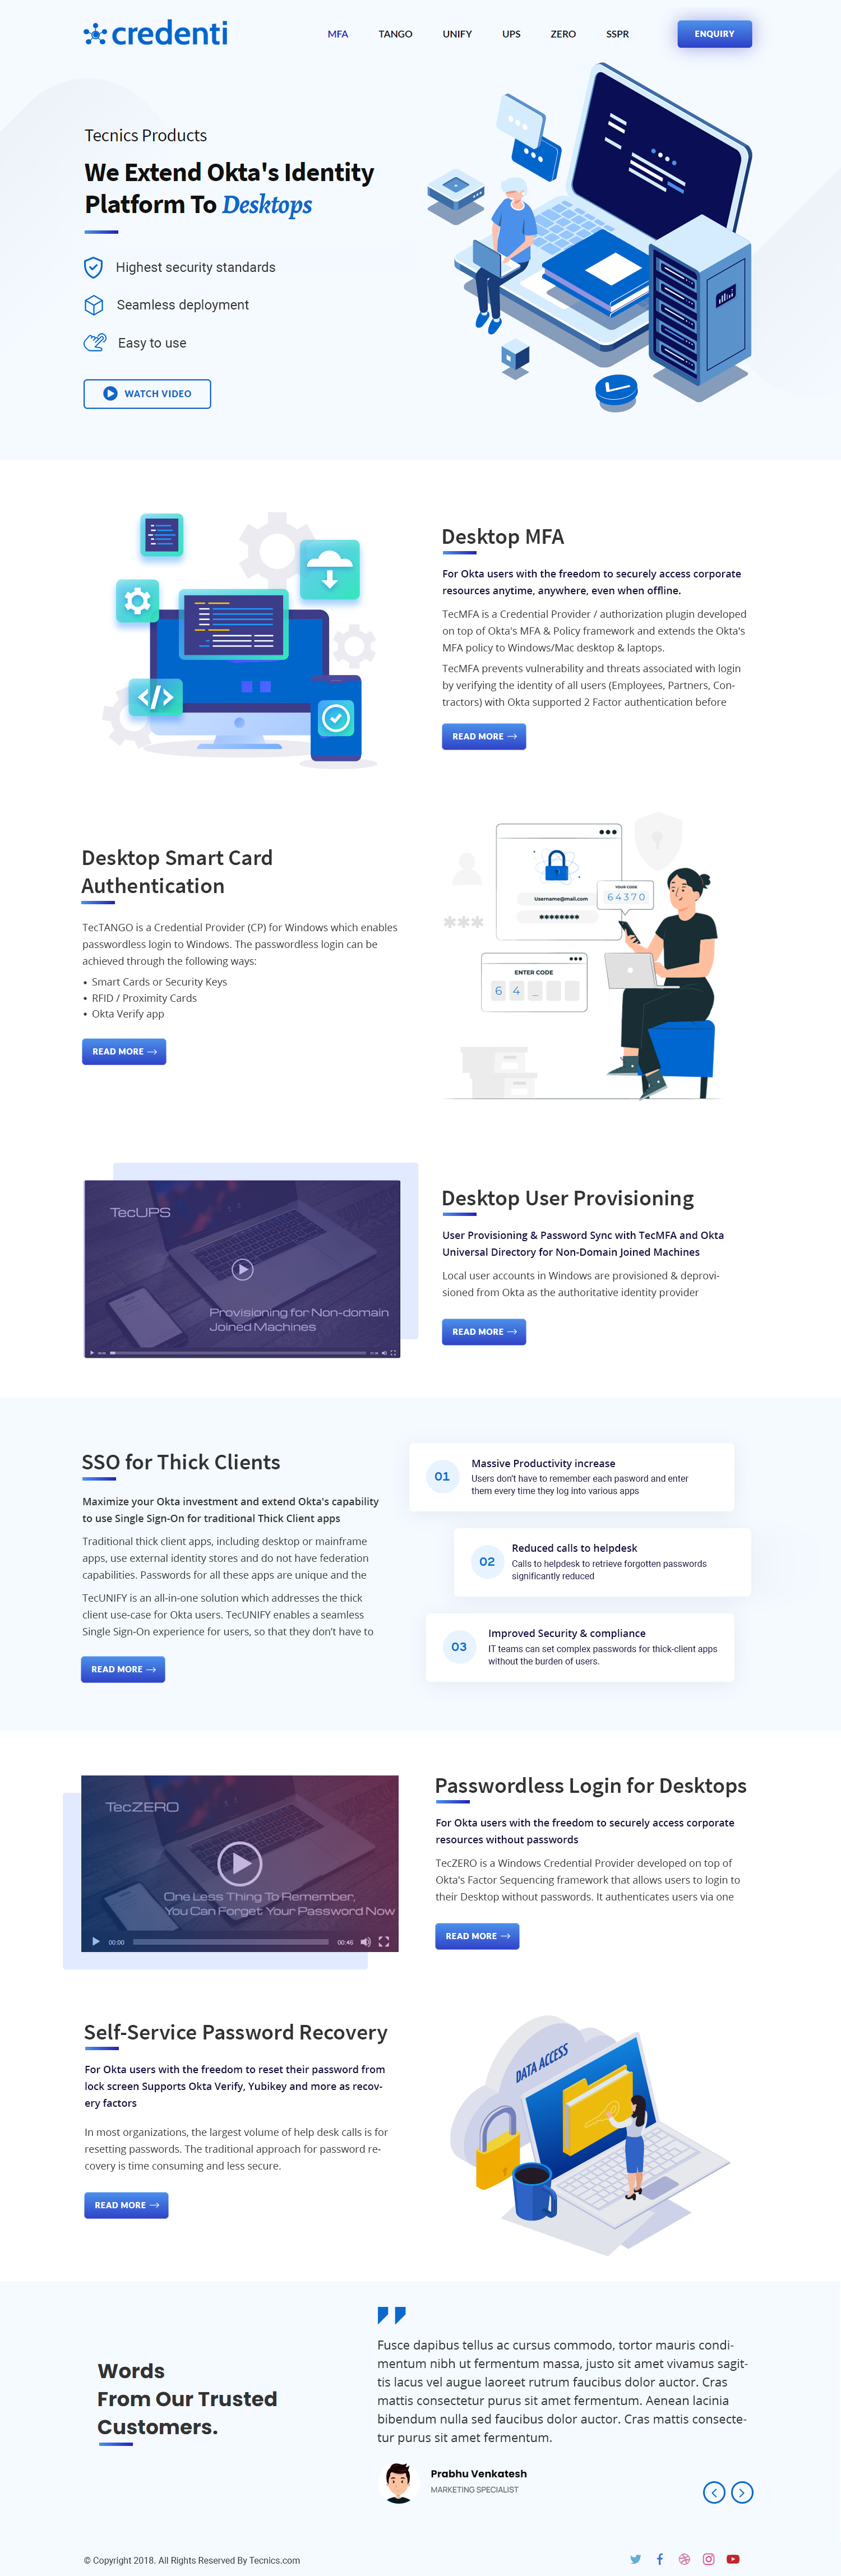 credenti
MFA TANGO UNIFY UPS ZERO SSPR ENQUIRY
Tecnics Products
We Extend Okta's Identity
Platform To Desktops
Highest security standards
Seamless deployment
Easy to use
WATCH VIDEO
Desktop MFA
For Okta users with the freedom to securely access corporate
resources anytime, anywhere, even when offline.
TecMFA is a Credential Provider / authorization plugin developed
on top of Okta's MFA & Policy framework and extends the Okta's
MFA policy to Windows/Mac desktop & laptops.
TecMFA prevents vulnerability and threats associated with login
by verifying the identity of all users (Employees, Partners, Con-
tractors) with Okta supported 2 Factor authentication before
READ MORE
Desktop Smart Card
Authentication
TecTANGO is a Credential Provider (CP) for Windows which enables
passwordless login to Windows. The passwordless login can be
achieved through the following ways:
• Smart Cards or Security Keys
• RFID / Proximity Cards
• Okta Verify app
READ MORE
Username@mail.com
********
YOUR CODE
64370
***
ENTER CODE
6 4 _
TecUPS
Provisioning for Non-domain
Joined Machines
Desktop User Provisioning
User Provisioning & Password Sync with TecMFA and Okta
Universal Directory for Non-Domain Joined Machines
Local user accounts in Windows are provisioned & deprovi-
sioned from Okta as the authoritative identity provider
READ MORE
SSO for Thick Clients
Maximize your Okta investment and extend Okta's capability
to use Single Sign-On for traditional Thick Client apps
Traditional thick client apps, including desktop or mainframe
apps, use external identity stores and do not have federation
capabilities. Passwords for all these apps are unique and the
TecUNIFY is an all-in-one solution which addresses the thick
client use-case for Okta users. TecUNIFY enables a seamless
Single Sign-On experience for users, so that they don't have to
READ MORE
01
Massive Productivity increase
Users don't have to remember each pasword and enter
them every time they log into various apps
02
Reduced calls to helpdesk
Calls to helpdesk to retrieve forgotten passwords
significantly reduced
03
Improved Security & compliance
IT teams can set complex passwords for thick-client apps
without the burden of users.
TecZERO
One Less Thing To Remember,
You Can Forget Your Password Now
00:00 00:46
Passwordless Login for Desktops
For Okta users with the freedom to securely access corporate
resources without passwords
TecZERO is a Windows Credential Provider developed on top of
Okta's Factor Sequencing framework that allows users to login to
their Desktop without passwords. It authenticates users via one
READ MORE
Self-Service Password Recovery
For Okta users with the freedom to reset their password from
lock screen Supports Okta Verify, Yubikey and more as recov-
ery factors
In most organizations, the largest volume of help desk calls is for
resetting passwords. The traditional approach for password re-
covery is time consuming and less secure.
READ MORE
DATA ACCESS
Words
From Our Trusted
Customers.
Fusce dapibus tellus ac cursus commodo, tortor mauris condi-
mentum nibh ut fermentum massa, justo sit amet vivamus sagit-
tis lacus vel augue laoreet rutrum faucibus dolor auctor. Cras
mattis consectetur purus sit amet fermentum. Aenean lacinia
bibendum nulla sed faucibus dolor auctor. Cras mattis consecte-
tur purus sit amet fermentum.
Prabhu Venkatesh
MARKETING SPECIALIST
© Copyright 2018. All Rights Reserved By Tecnics.com